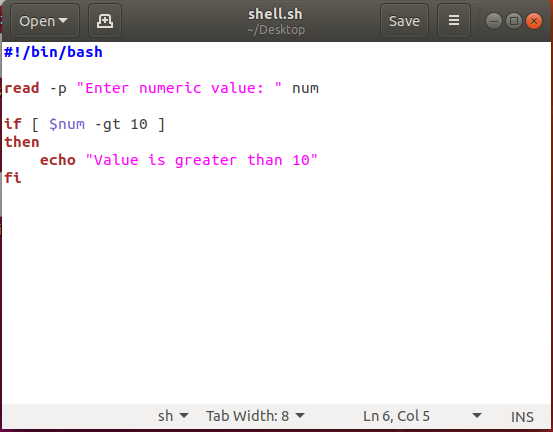 Open
shell.sh
~/Desktop
Save
#!/bin/bash
read -p "Enter numeric value: " num
if [ $num -gt 10 ]
then
    echo "Value is greater than 10"
fi
sh Tab Width: 8 Ln 6, Col 5 INS